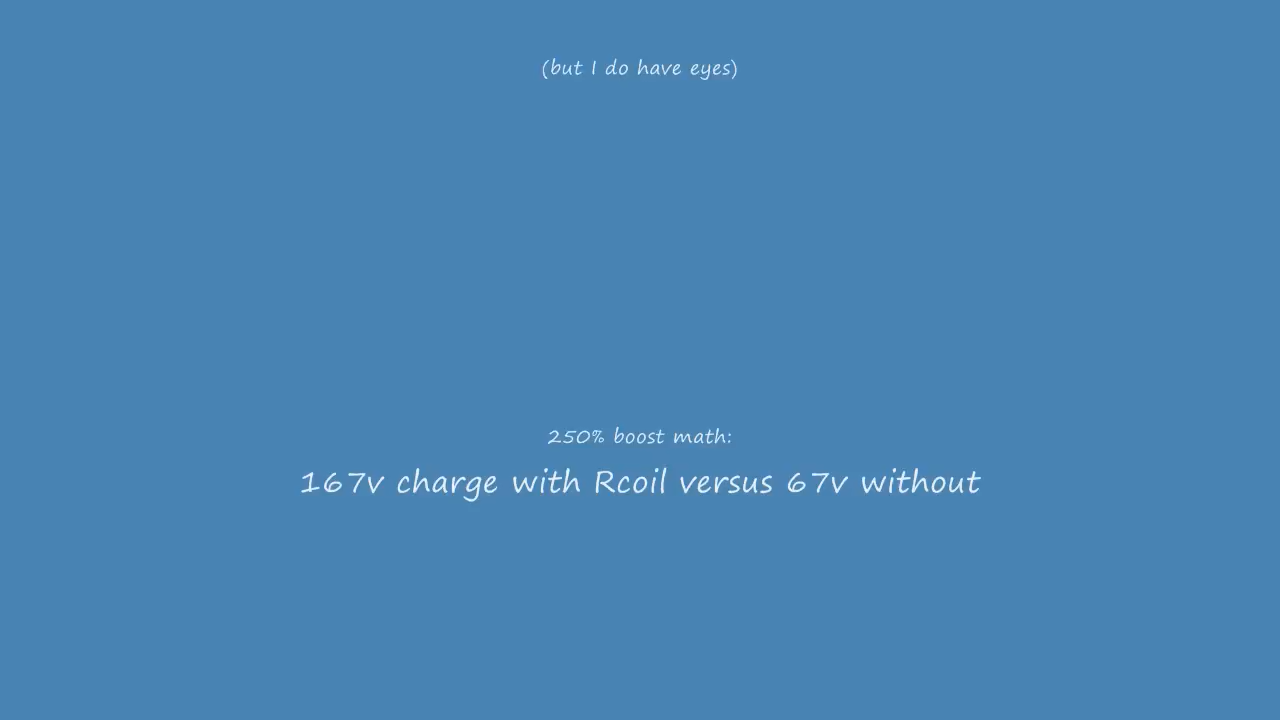 (but I do have eyes)
250% boost math:
167v charge with Rcoil versus 67v without